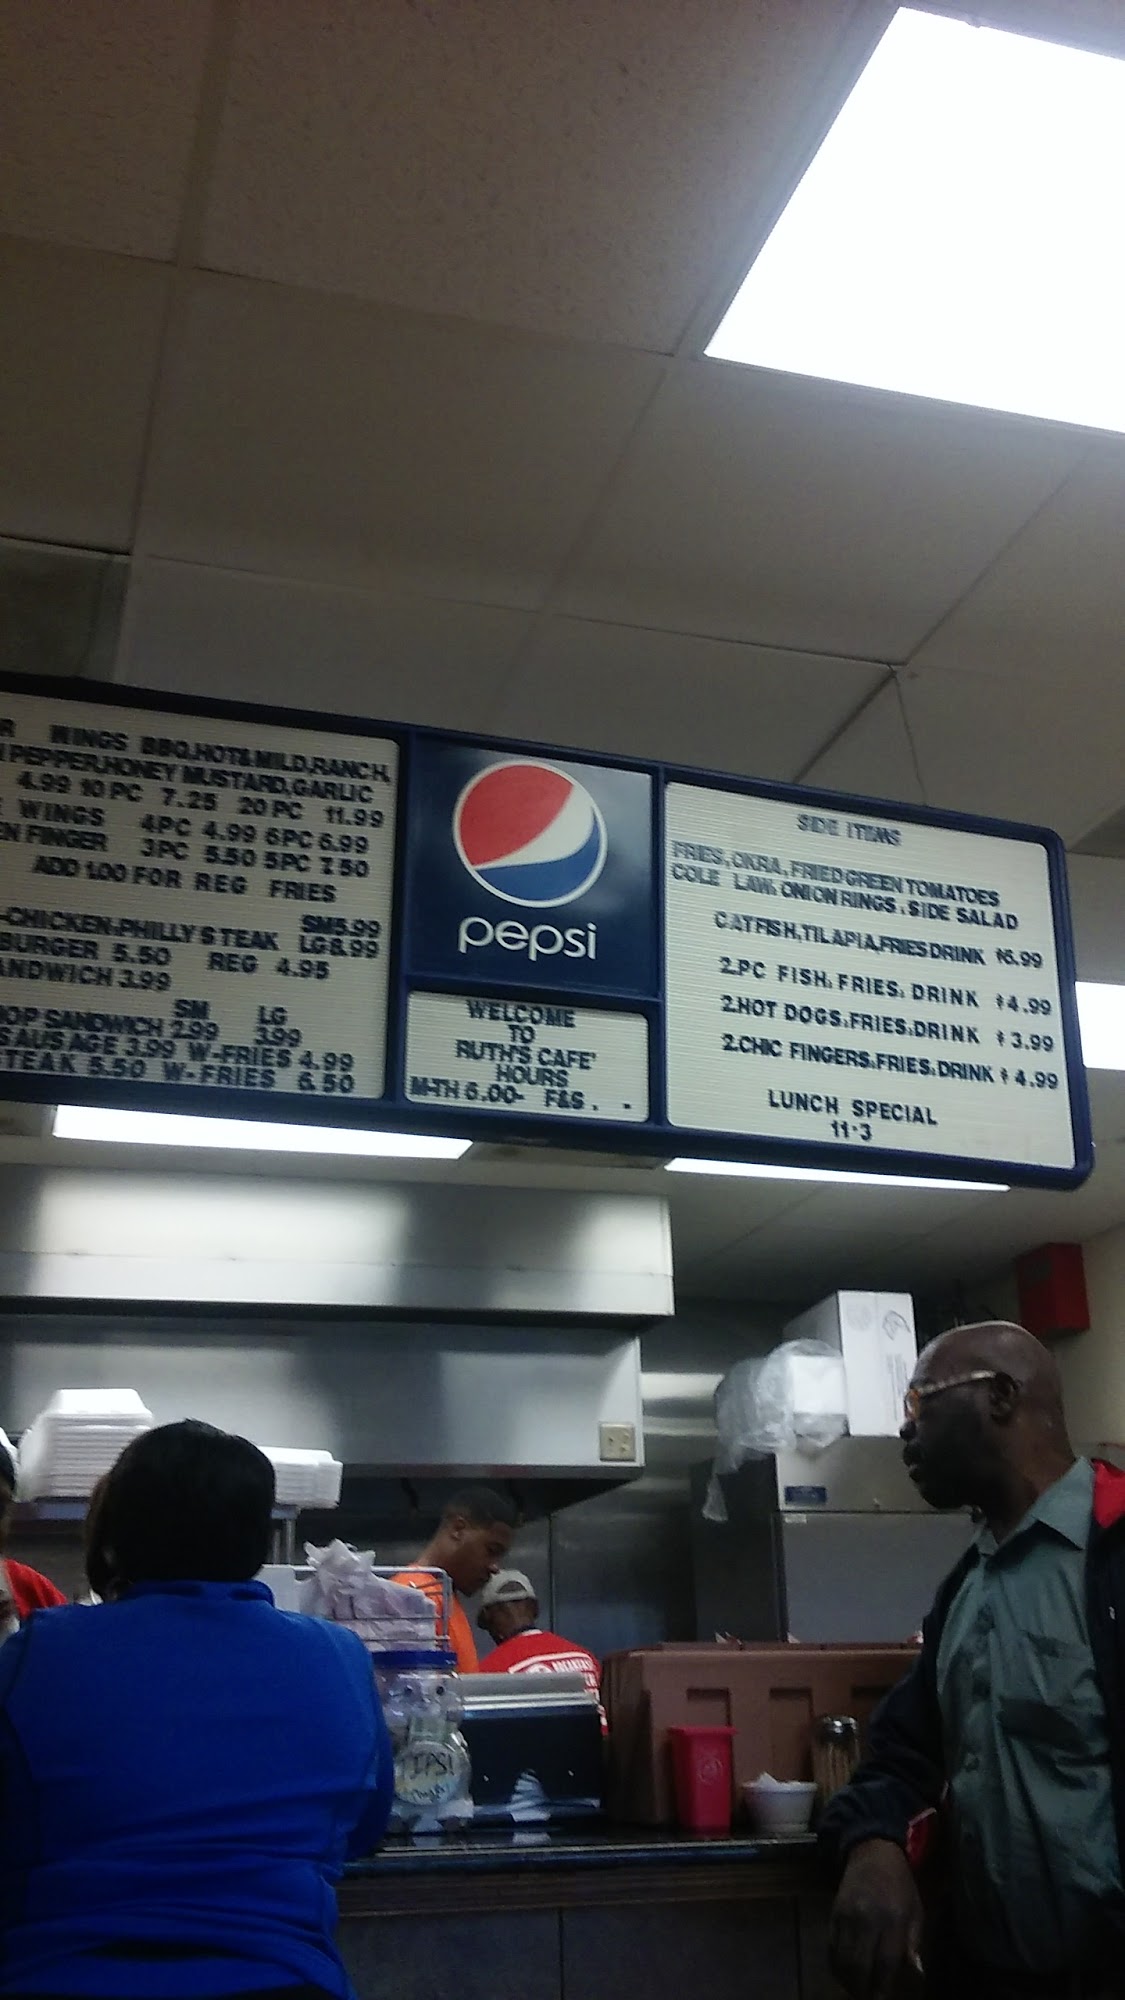 R WINGS BBQ,HOT&MILD,RANCH,
PEPPER,HONEY MUSTARD,GARLIC
4.99 10 PC 7.25 20 PC 11.99
WINGS 4PC 4.99 6PC 6.99
EN FINGER 3PC 5.50 5PC 7.50
ADD 1.00 FOR REG FRIES
-CHICKEN-PHILLY STEAK SM5.99
LG8.99
BURGER 5.50 REG 4.95
ANDWICH 3.99
SM LG
OP SANDWICH 2.99 3.99
SAUSAGE 3.99 W-FRIES 4.99
STEAK 5.50 W-FRIES 6.50
pepsi
WELCOME
TO
RUTH'S CAFE'
HOURS
M-TH 6.00- F&S . -
SIDE ITEMS
FRIES, OKRA, FRIED GREEN TOMATOES
COLE LAW, ONION RINGS, SIDE SALAD
CATFISH, TILAPIA, FRIES DRINK $6.99
2.PC FISH, FRIES, DRINK $4.99
2.HOT DOGS, FRIES, DRINK $3.99
2.CHIC FINGERS, FRIES, DRINK $4.99
LUNCH SPECIAL
11-3
TIPS!